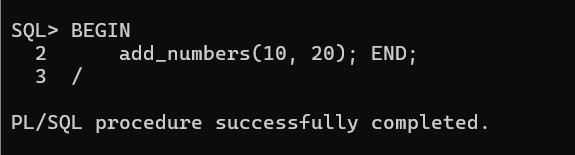 SQL> BEGIN
  2      add_numbers(10, 20); END;
  3  /
PL/SQL procedure successfully completed.